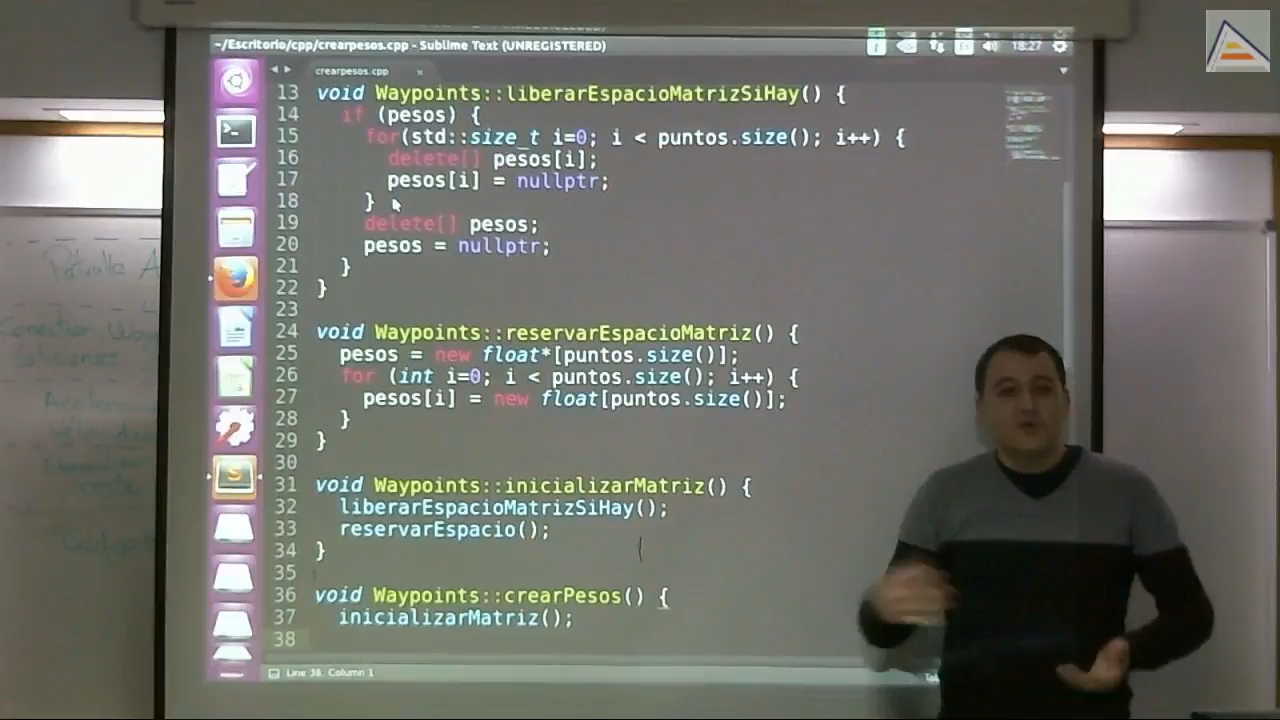 ~/Escritorio/cpp/crearpesos.cpp - Sublime Text (UNREGISTERED)
18:27
crearpesos.cpp
13 void Waypoints::liberarEspacioMatrizSiHay() {
14 if (pesos) {
15 for(std::size_t i=0; i < puntos.size(); i++) {
16 delete[] pesos[i];
17 pesos[i] = nullptr;
18 }
19 delete[] pesos;
20 pesos = nullptr;
21 }
22 }
23
24 void Waypoints::reservarEspacioMatriz() {
25 pesos = new float*[puntos.size()];
26 for (int i=0; i < puntos.size(); i++) {
27 pesos[i] = new float[puntos.size()];
28 }
29 }
30
31 void Waypoints::inicializarMatriz() {
32 liberarEspacioMatrizSiHay();
33 reservarEspacio();
34 }
35
36 void Waypoints::crearPesos() {
37 inicializarMatriz();
38
Line 38, Column 1